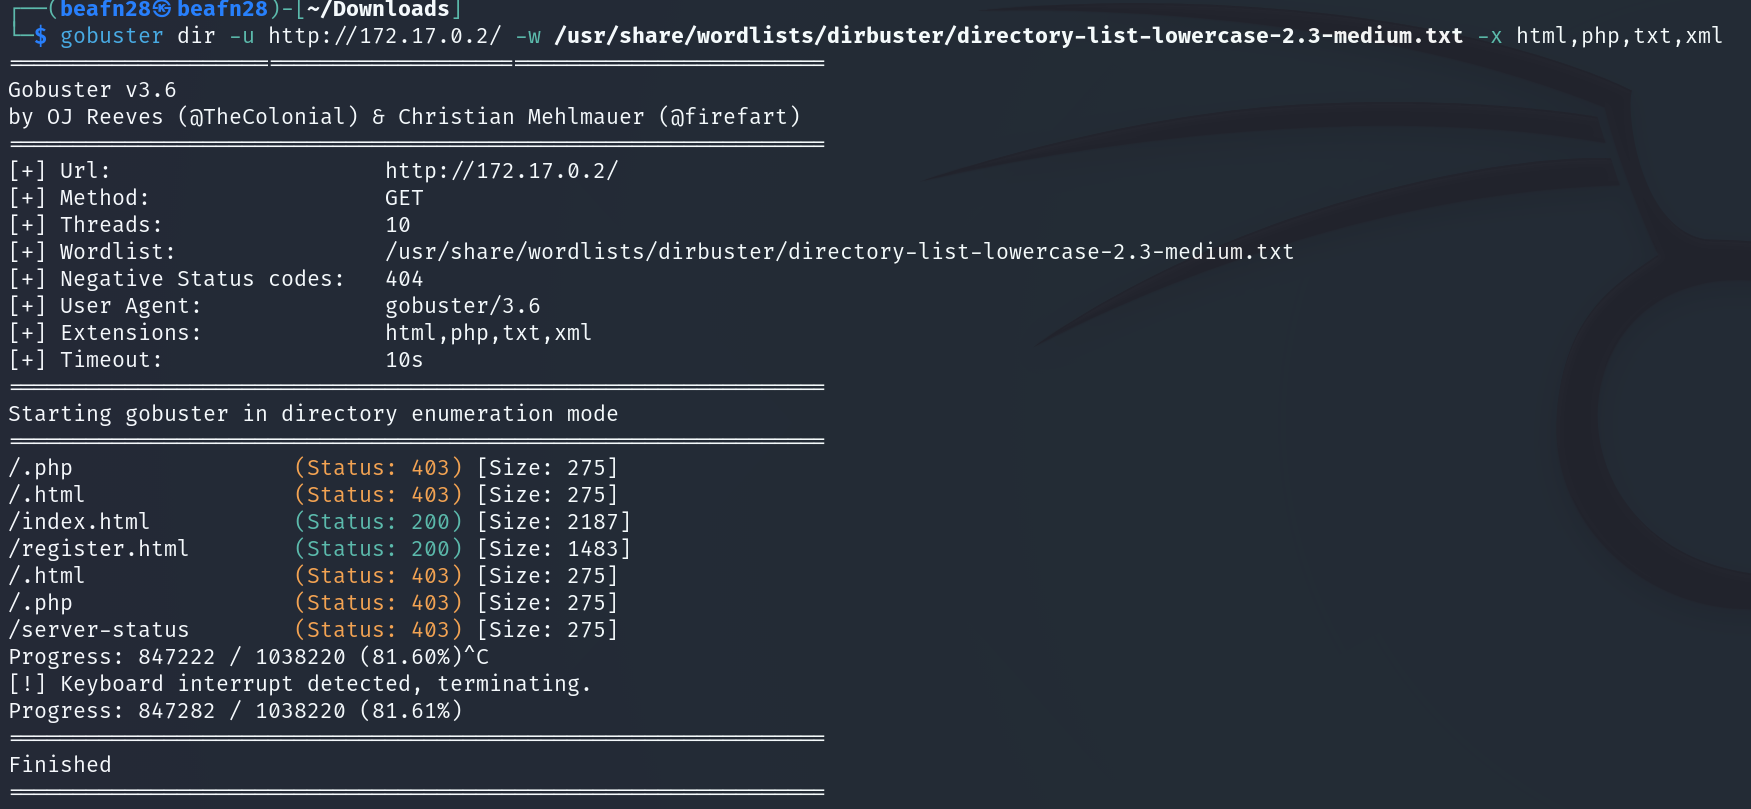 ┌──(beafn28㉿beafn28)-[~/Downloads]
└─$ gobuster dir -u http://172.17.0.2/ -w /usr/share/wordlists/dirbuster/directory-list-lowercase-2.3-medium.txt -x html,php,txt,xml
===============================================================
Gobuster v3.6
by OJ Reeves (@TheColonial) & Christian Mehlmauer (@firefart)
===============================================================
[+] Url:                     http://172.17.0.2/
[+] Method:                  GET
[+] Threads:                 10
[+] Wordlist:                /usr/share/wordlists/dirbuster/directory-list-lowercase-2.3-medium.txt
[+] Negative Status codes:   404
[+] User Agent:              gobuster/3.6
[+] Extensions:              html,php,txt,xml
[+] Timeout:                 10s
===============================================================
Starting gobuster in directory enumeration mode
===============================================================
/.php                 (Status: 403) [Size: 275]
/.html                (Status: 403) [Size: 275]
/index.html           (Status: 200) [Size: 2187]
/register.html        (Status: 200) [Size: 1483]
/.html                (Status: 403) [Size: 275]
/.php                 (Status: 403) [Size: 275]
/server-status        (Status: 403) [Size: 275]
Progress: 847222 / 1038220 (81.60%)^C
[!] Keyboard interrupt detected, terminating.
Progress: 847282 / 1038220 (81.61%)
===============================================================
Finished
===============================================================